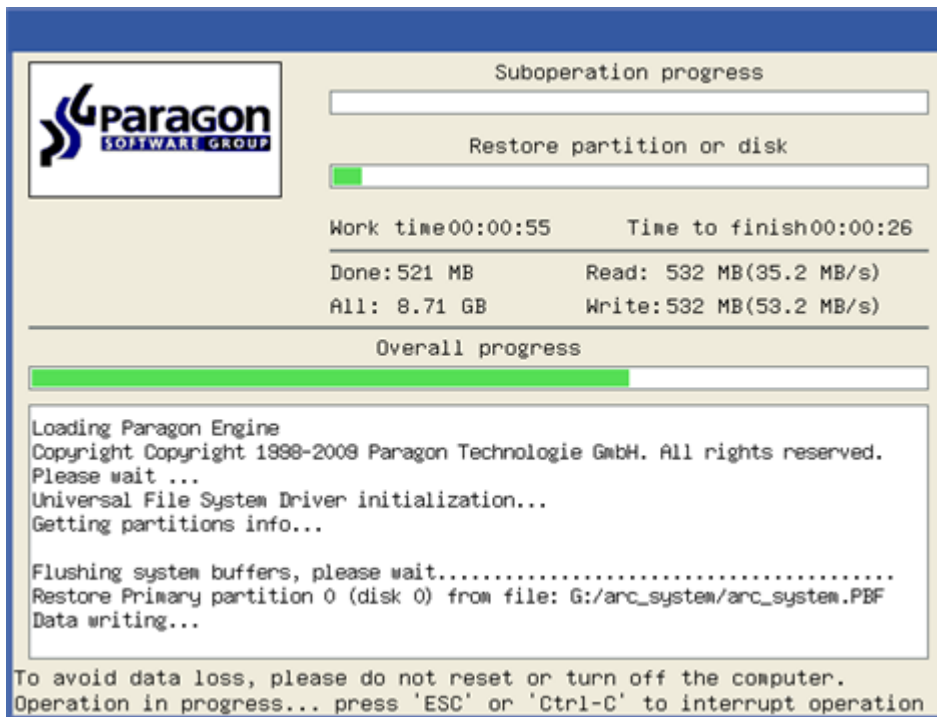 Suboperation progress
Paragon
SOFTWARE GROUP
Restore partition or disk
Work time00:00:55 Time to finish00:00:26
Done:521 MB Read: 532 MB(35.2 MB/s)
All: 8.71 GB Write:532 MB(53.2 MB/s)
Overall progress
Loading Paragon Engine
Copyright Copyright 1998-2009 Paragon Technologie GmbH. All rights reserved.
Please wait ...
Universal File System Driver initialization...
Getting partitions info...
Flushing system buffers, please wait.........................................
Restore Primary partition 0 (disk 0) from file: G:/arc_system/arc_system.PBF
Data writing...
To avoid data loss, please do not reset or turn off the computer.
Operation in progress... press 'ESC' or 'Ctrl-C' to interrupt operation